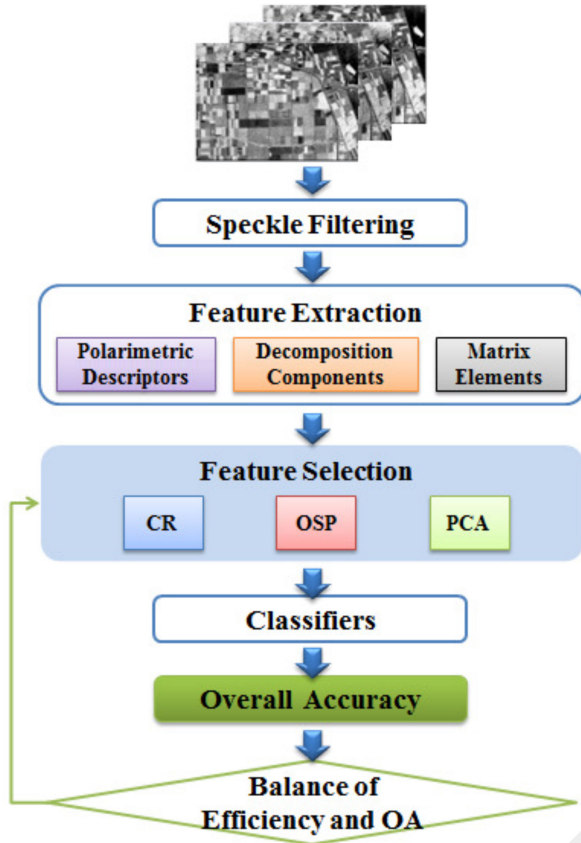 Speckle Filtering
Feature Extraction
Polarimetric Descriptors
Decomposition Components
Matrix Elements
Feature Selection
CR
OSP
PCA
Classifiers
Overall Accuracy
Balance of
Efficiency and OA